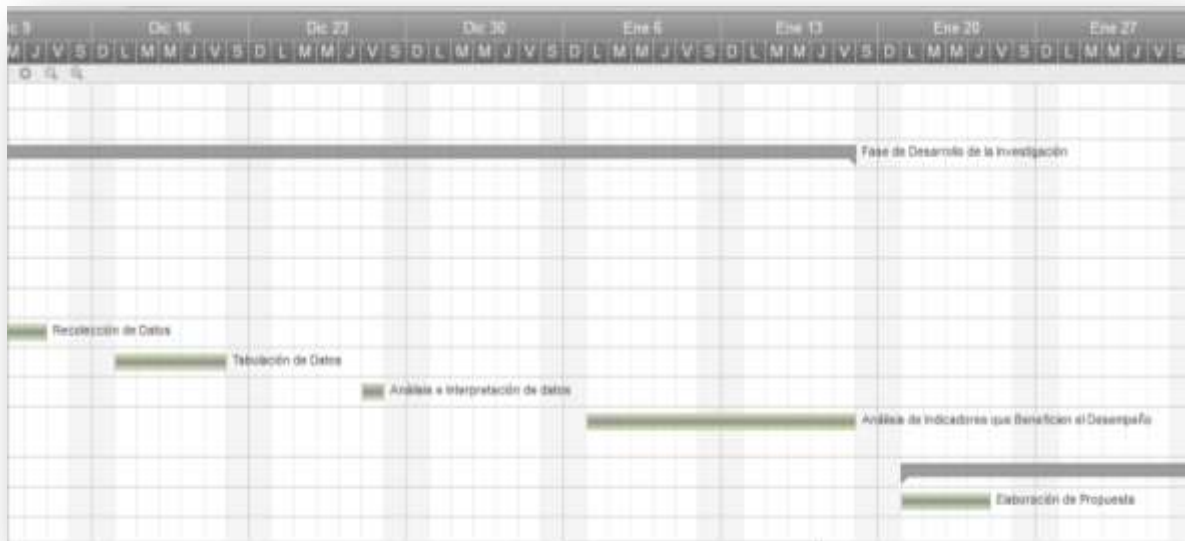 c 9 Dic 16 Dic 23 Dic 30 Ene 6 Ene 13 Ene 20 Ene 27
M J V S D L M M J V S D L M M J V S D L M M J V S D L M M J V S D L M M J V S D L M M J V S D L M M J V S
Fase de Desarrollo de la Investigación
Recolección de Datos
Tabulación de Datos
Análisis e Interpretación de datos
Análisis de Indicadores que Beneficien el Desempeño
Elaboración de Propuesta